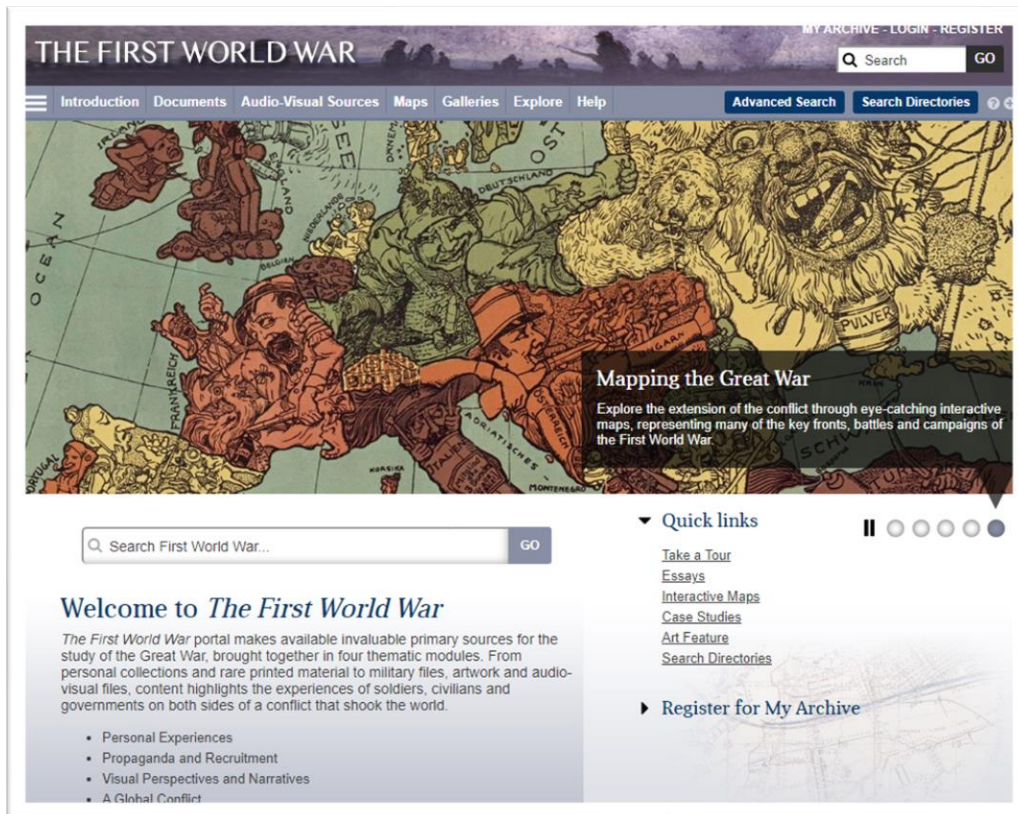 MY ARCHIVE - LOGIN - REGISTER
THE FIRST WORLD WAR
Search GO
Introduction Documents Audio-Visual Sources Maps Galleries Explore Help Advanced Search Search Directories
OCEAN
SEE
ENGLAND
NIEDERLANDE
BELGIEN
DEUTSCHLAND
OST
FRANKREICH
PORTUGAL
KORSIKA
ITALIEN
ADRIATISCHES
MONTENEGRO
ÖSTERREICH
UNGARN
PULVER
Mapping the Great War
Explore the extension of the conflict through eye-catching interactive
maps, representing many of the key fronts, battles and campaigns of
the First World War.
Search First World War... GO
Welcome to The First World War
The First World War portal makes available invaluable primary sources for the
study of the Great War, brought together in four thematic modules. From
personal collections and rare printed material to military files, artwork and audio-
visual files, content highlights the experiences of soldiers, civilians and
governments on both sides of a conflict that shook the world.
• Personal Experiences
• Propaganda and Recruitment
• Visual Perspectives and Narratives
• A Global Conflict
Quick links
Take a Tour
Essays
Interactive Maps
Case Studies
Art Feature
Search Directories
Register for My Archive